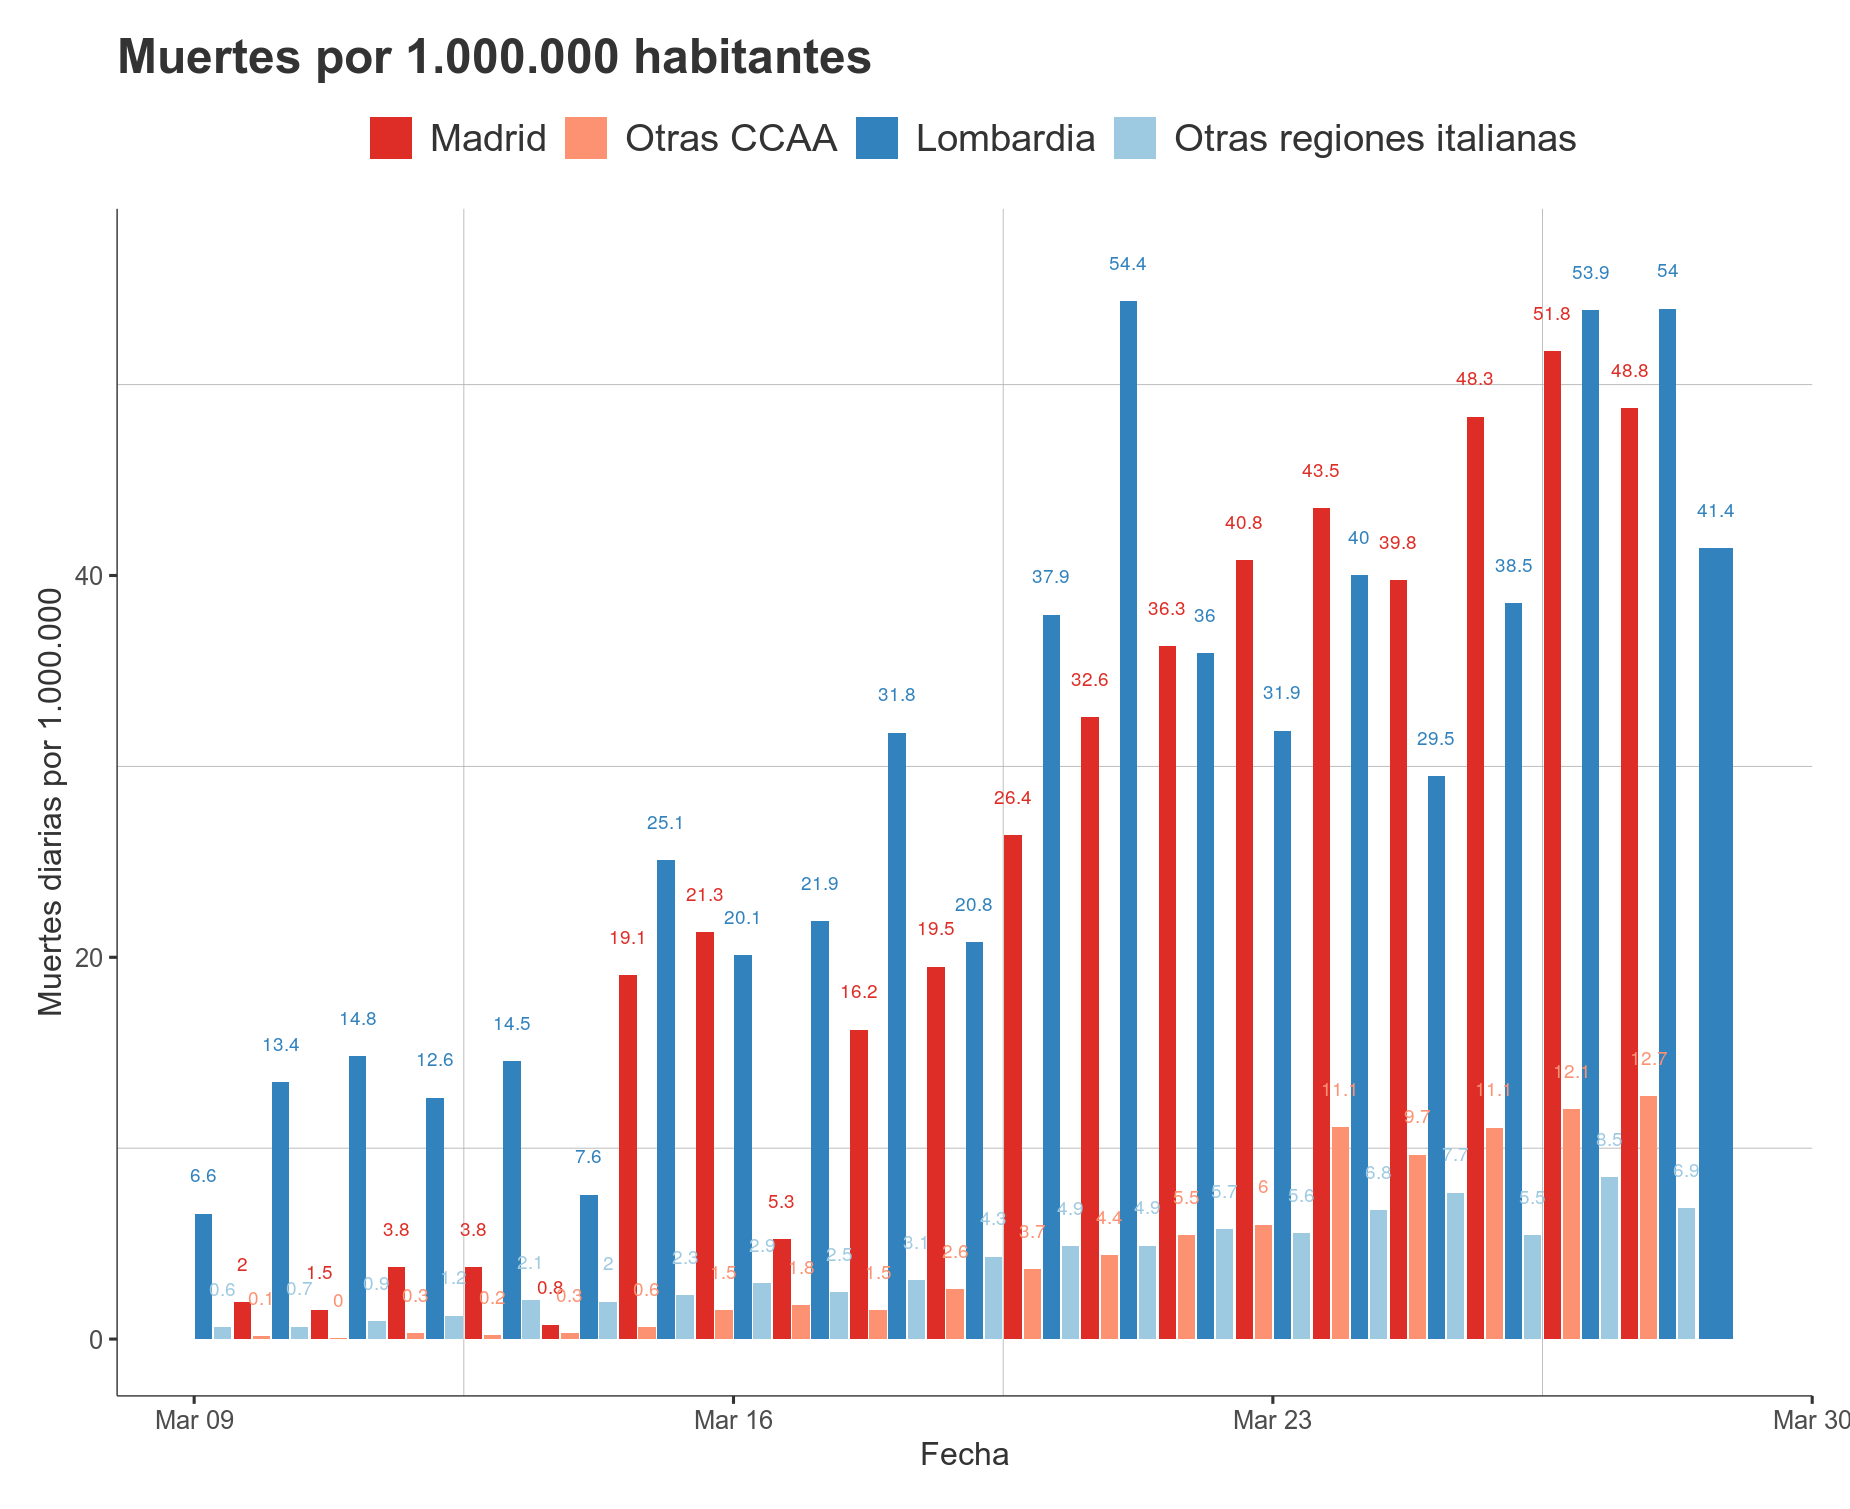 Muertes por 1.000.000 habitantes
Madrid Otras CCAA Lombardia Otras regiones italianas
Muertes diarias por 1.000.000
40
20
0
6.6 0.6
2 0.1 13.4 0.7
1.5 0 14.8 0.9
3.8 0.3 12.6 1.2
3.8 0.2 14.5 2.1
0.8 0.3 7.6 2
19.1 0.6 25.1 2.3
21.3 1.5 20.1 2.9
5.3 1.8 21.9 2.5
16.2 1.5 31.8 3.1
19.5 2.6 20.8 4.3
26.4 3.7 37.9 4.9
32.6 4.4 54.4 4.9
36.3 5.5 36 5.7
40.8 6 31.9 5.6
43.5 11.1 40 6.8
39.8 9.7 29.5 7.7
48.3 11.1 38.5 5.5
51.8 12.1 53.9 8.5
48.8 12.7 54 6.9
41.4
Mar 09 Mar 16 Mar 23 Mar 30
Fecha